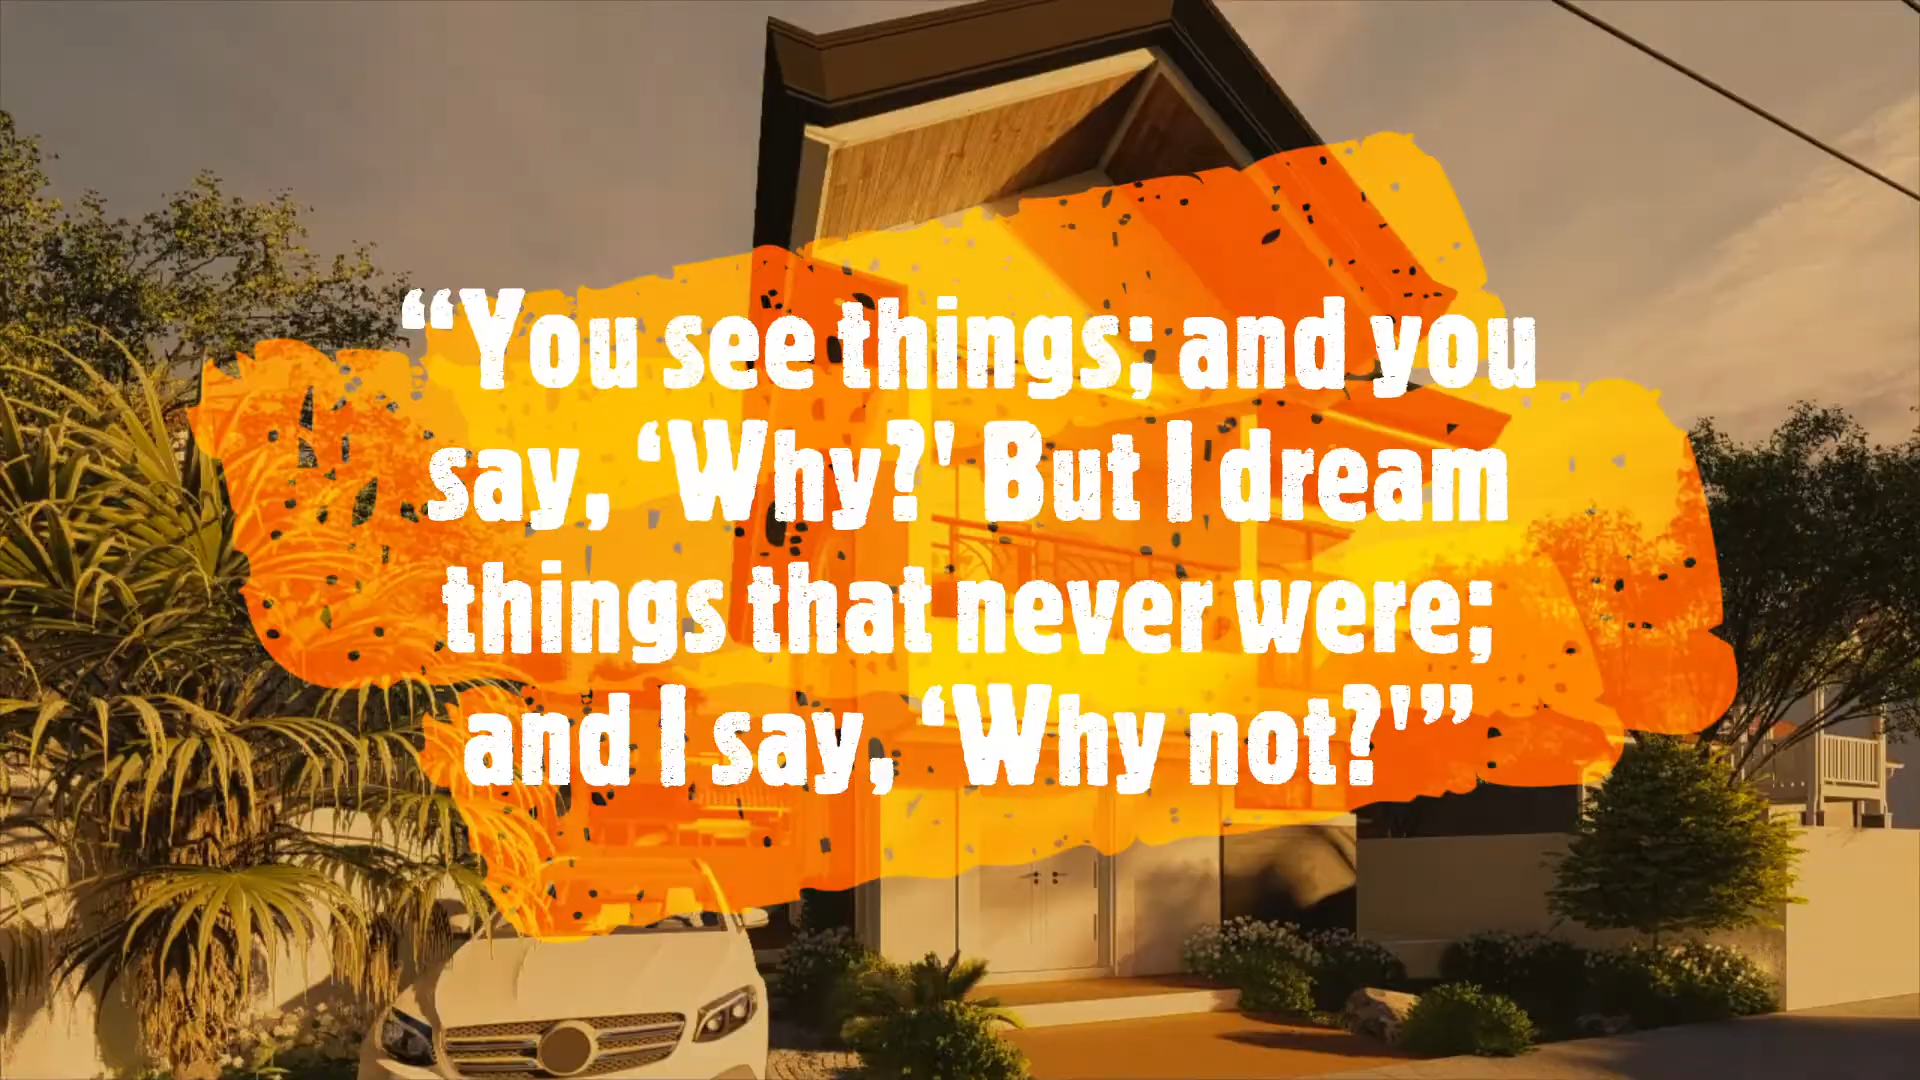 “You see things; and you
say, ‘Why?' But I dream
things that never were;
and I say, ‘Why not?'”